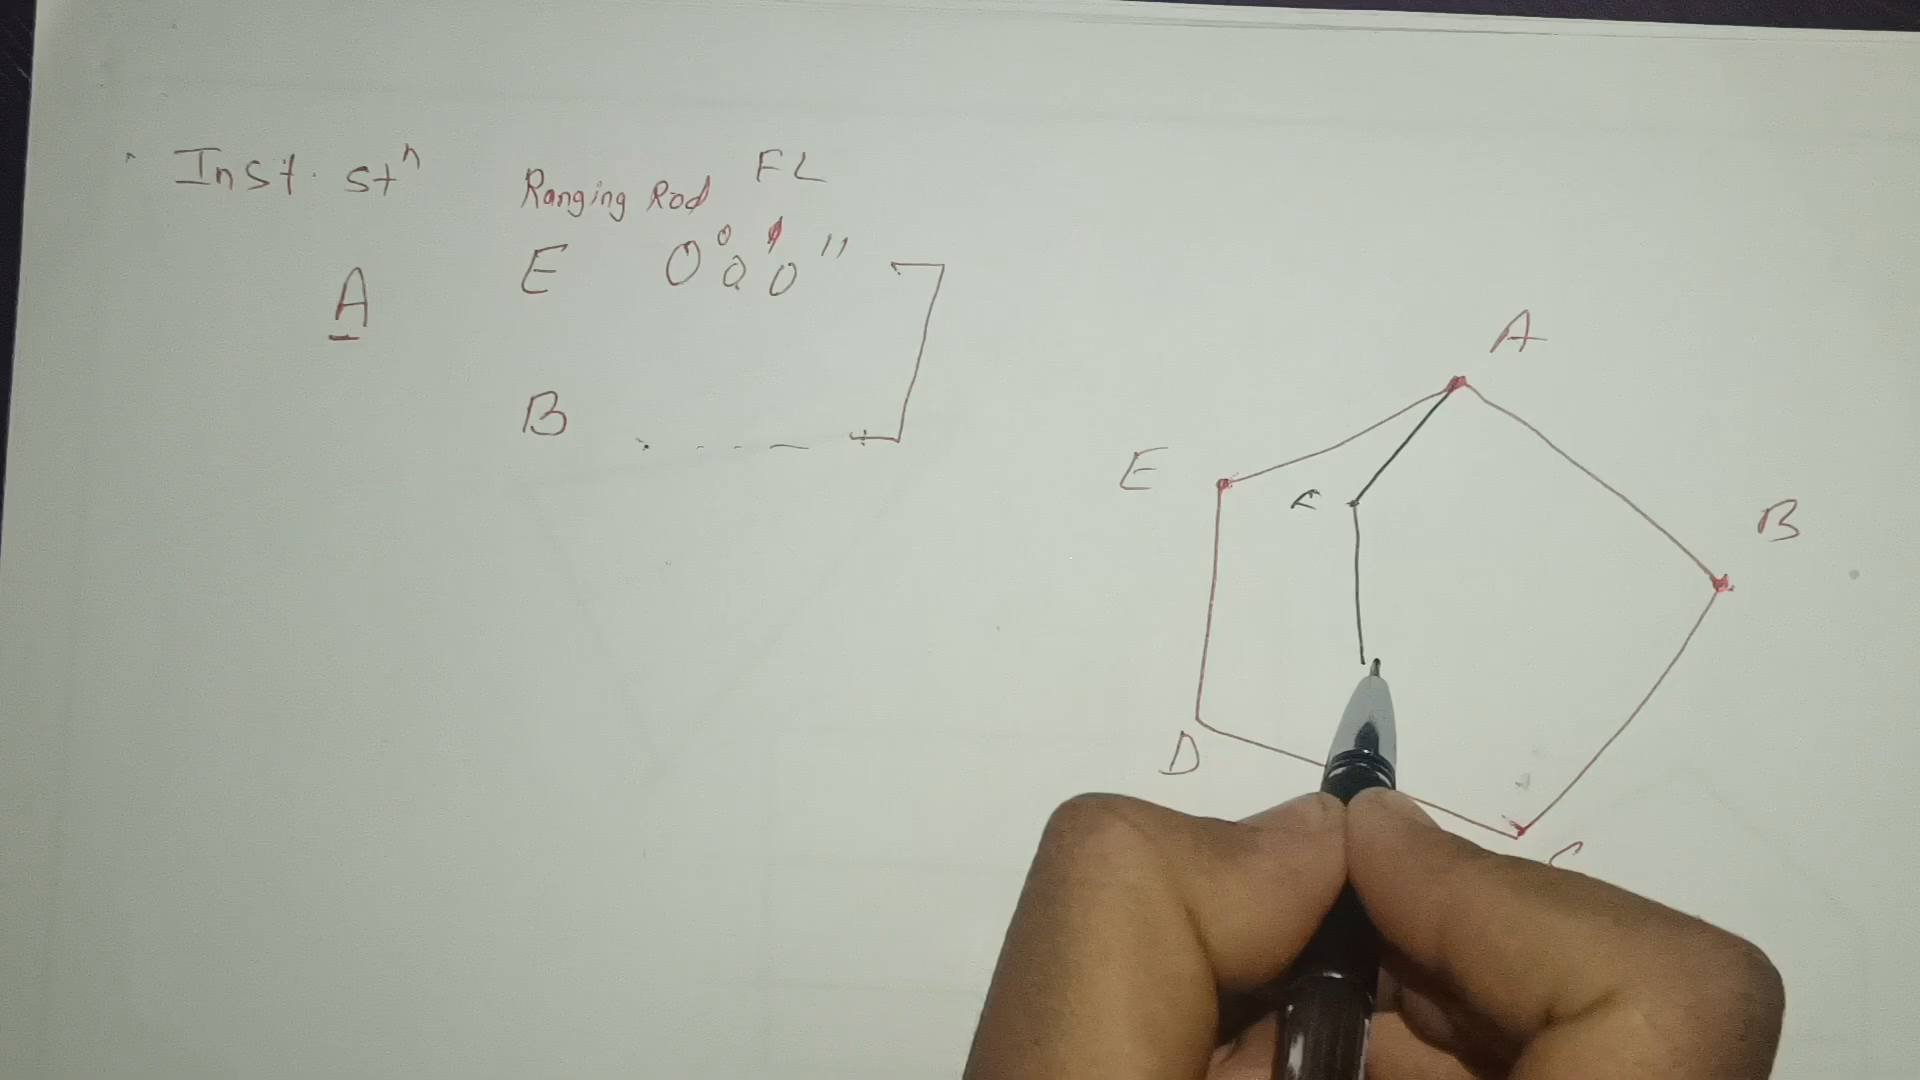 Inst. stn
Ranging Rod FL
A E 0° 0' 0"
B
A
E F B
D
C